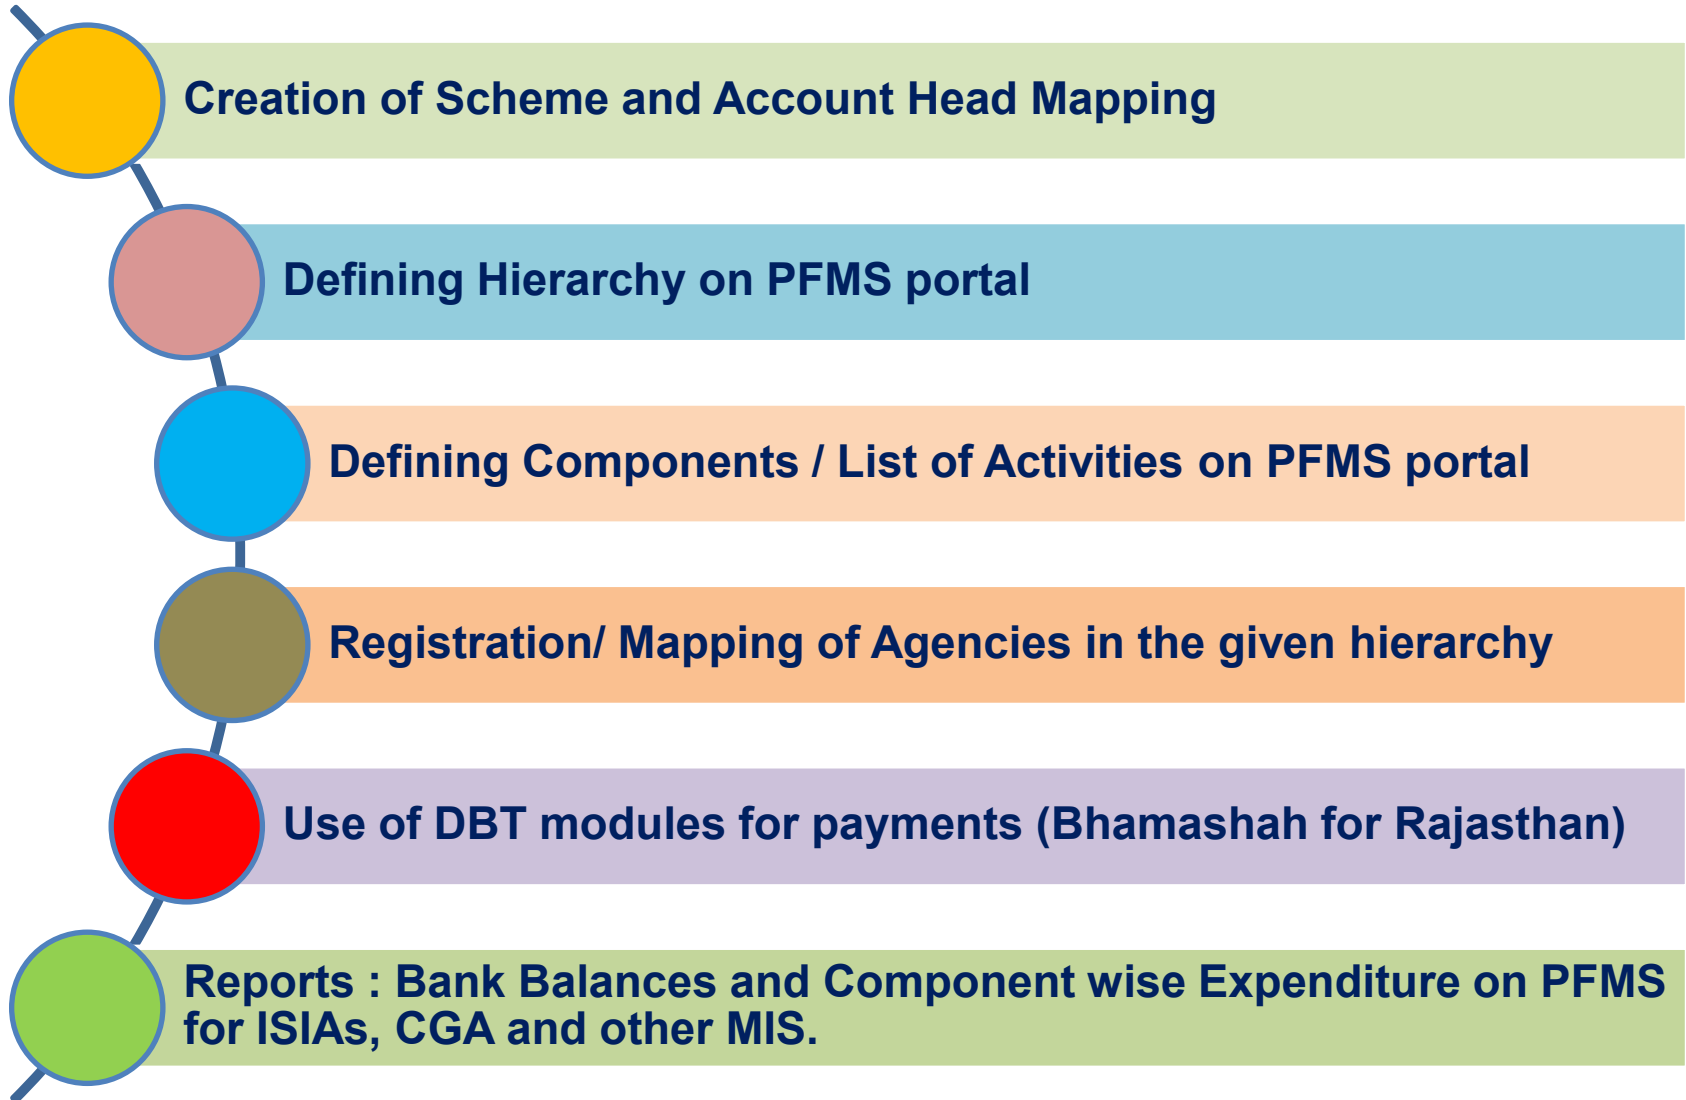 Creation of Scheme and Account Head Mapping
Defining Hierarchy on PFMS portal
Defining Components / List of Activities on PFMS portal
Registration/ Mapping of Agencies in the given hierarchy
Use of DBT modules for payments (Bhamashah for Rajasthan)
Reports : Bank Balances and Component wise Expenditure on PFMS
for ISIAs, CGA and other MIS.